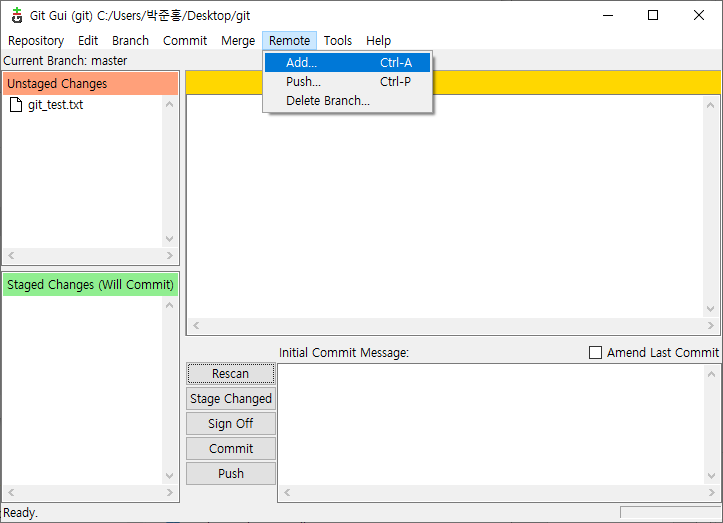 Git Gui (git) C:/Users/박준홍/Desktop/git
Repository Edit Branch Commit Merge Remote Tools Help
Current Branch: master
Add... Ctrl-A
Push... Ctrl-P
Delete Branch...
Unstaged Changes
git_test.txt
Staged Changes (Will Commit)
Initial Commit Message:
Amend Last Commit
Rescan
Stage Changed
Sign Off
Commit
Push
Ready.